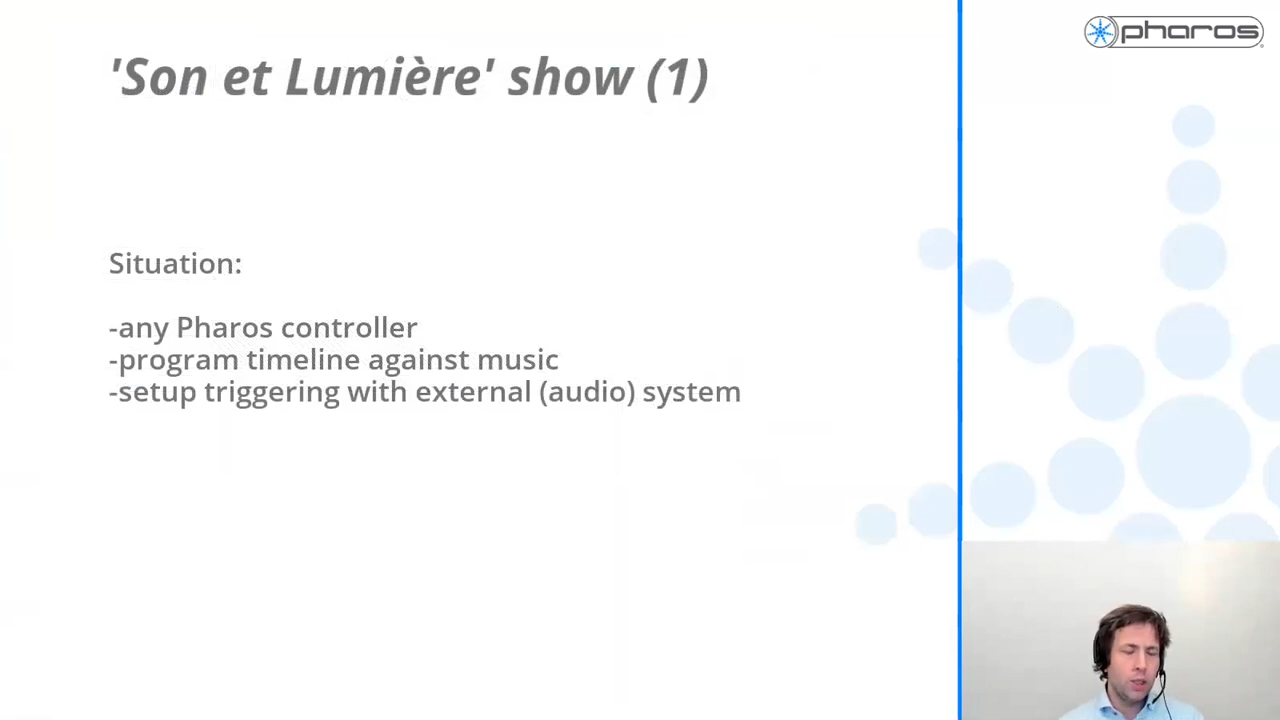 'Son et Lumière' show (1)
pharos
Situation:
-any Pharos controller
-program timeline against music
-setup triggering with external (audio) system